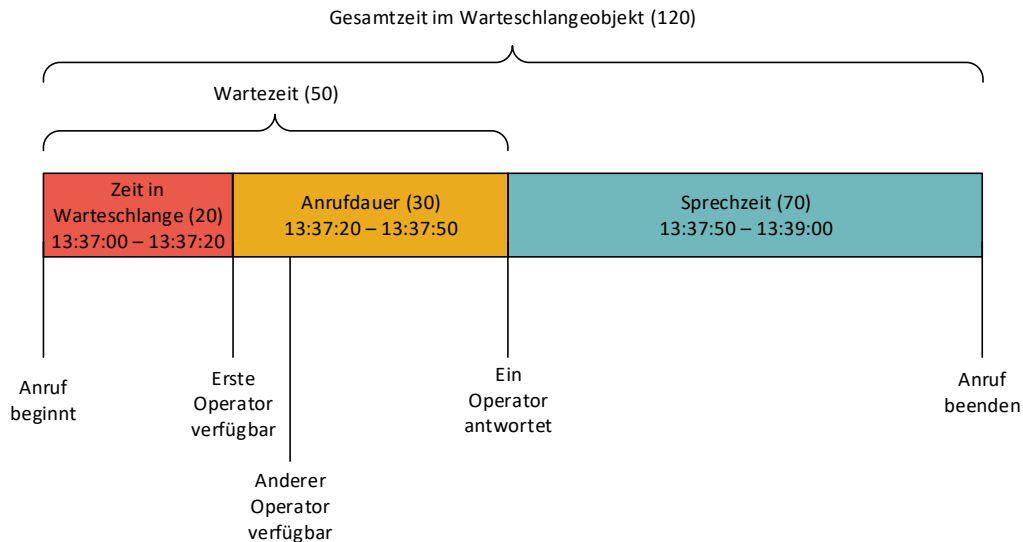 Gesamtzeit im Warteschlangeobjekt (120)
Wartezeit (50)
Zeit in
Warteschlange (20)
13:37:00 – 13:37:20
Anrufdauer (30)
13:37:20 – 13:37:50
Sprechzeit (70)
13:37:50 – 13:39:00
Anruf
beginnt
Erste
Operator
verfügbar
Anderer
Operator
verfügbar
Ein
Operator
antwortet
Anruf
beenden